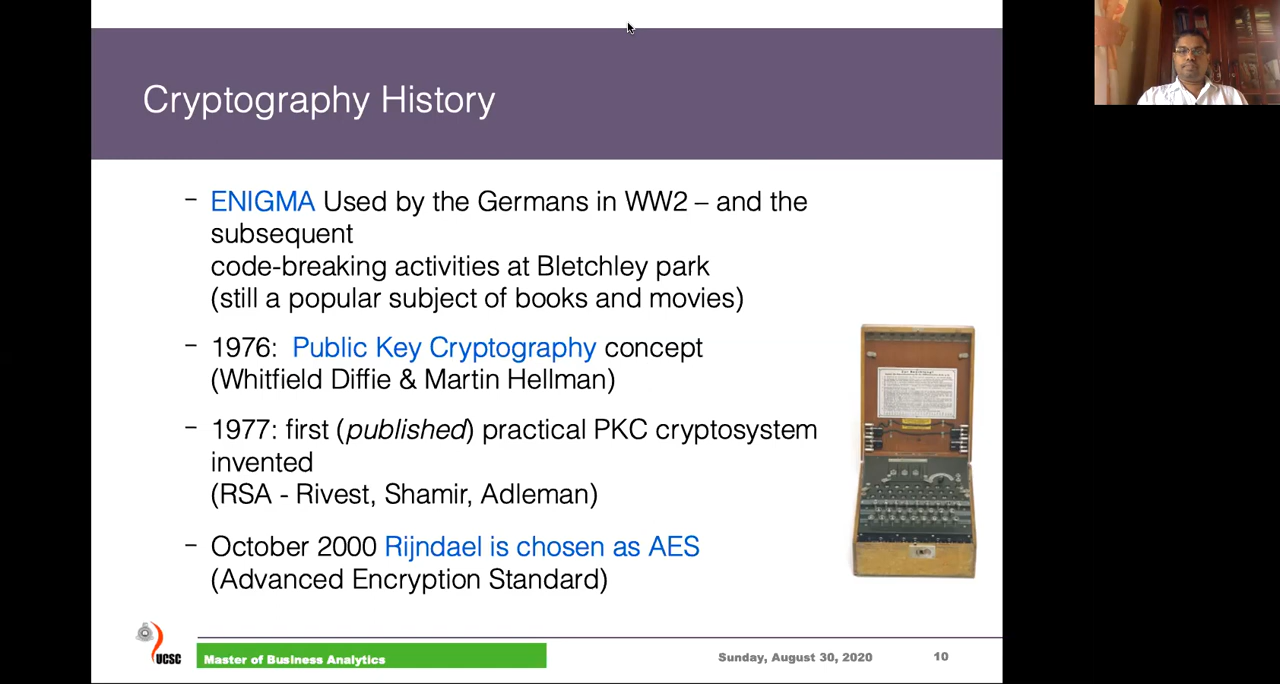 Cryptography History
– ENIGMA Used by the Germans in WW2 – and the
subsequent
code-breaking activities at Bletchley park
(still a popular subject of books and movies)
– 1976: Public Key Cryptography concept
(Whitfield Diffie & Martin Hellman)
– 1977: first (published) practical PKC cryptosystem
invented
(RSA - Rivest, Shamir, Adleman)
– October 2000 Rijndael is chosen as AES
(Advanced Encryption Standard)
UCSC
Master of Business Analytics
Sunday, August 30, 2020
10